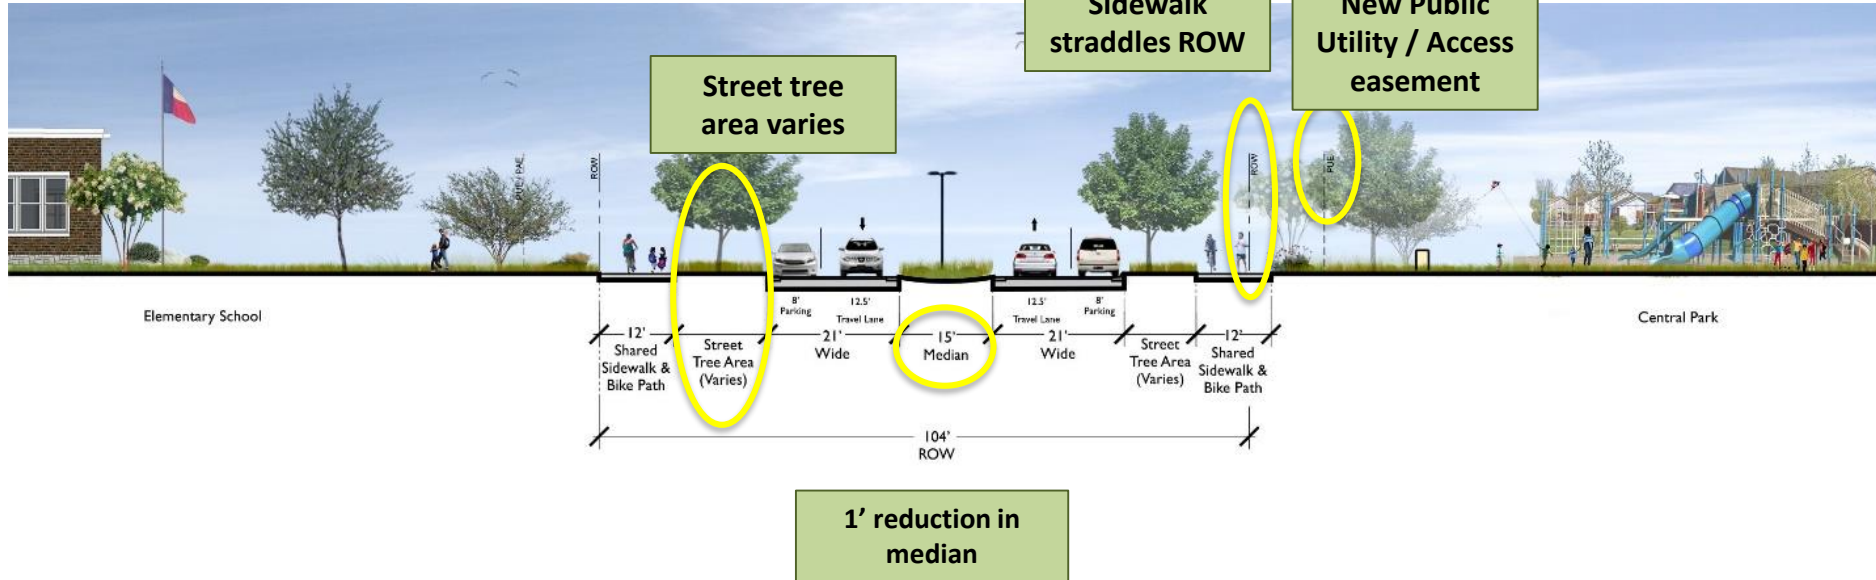 Sidewalk
straddles ROW
New Public
Utility / Access
easement
Street tree
area varies
PUE / PAE
ROW
ROW
PUE
Elementary School
Central Park
8'
Parking
12.5'
Travel Lane
12.5'
Travel Lane
8'
Parking
12'
Shared
Sidewalk &
Bike Path
Street
Tree Area
(Varies)
21'
Wide
15'
Median
21'
Wide
Street
Tree Area
(Varies)
12'
Shared
Sidewalk &
Bike Path
104'
ROW
1’ reduction in
median